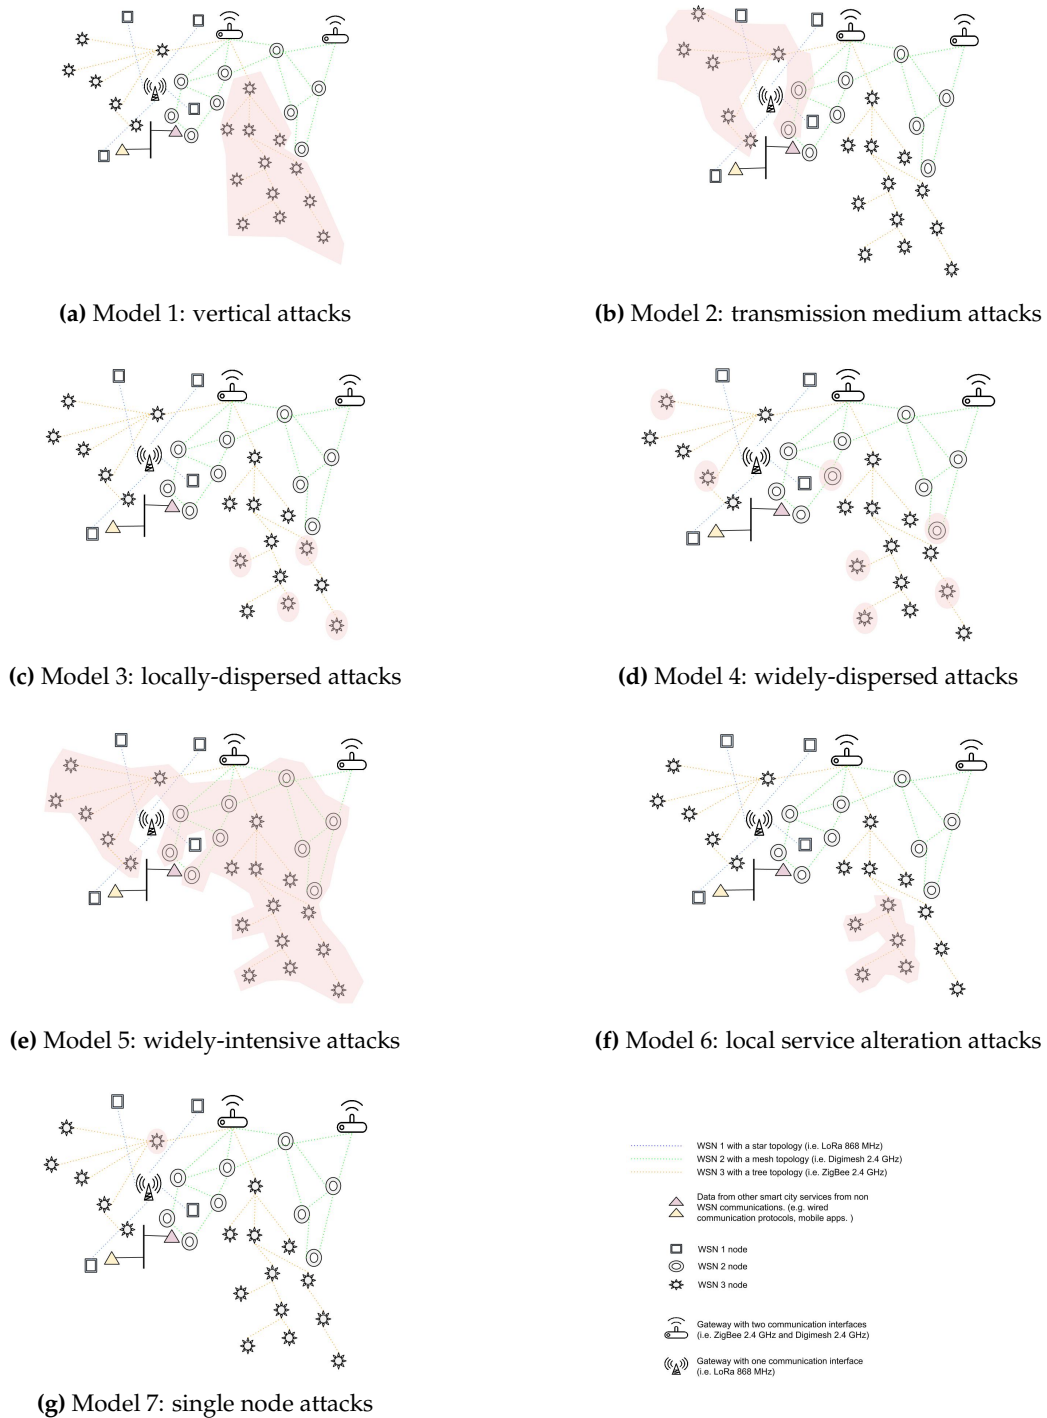 (a) Model 1: vertical attacks
(b) Model 2: transmission medium attacks
(c) Model 3: locally-dispersed attacks
(d) Model 4: widely-dispersed attacks
(e) Model 5: widely-intensive attacks
(f) Model 6: local service alteration attacks
WSN 1 with a star topology (i.e. LoRa 868 MHz)
WSN 2 with a mesh topology (i.e. Digimesh 2.4 GHz)
WSN 3 with a tree topology (i.e. ZigBee 2.4 GHz)
Data from other smart city services from non
WSN communications. (e.g. wired
communication protocols, mobile apps. )
WSN 1 node
WSN 2 node
WSN 3 node
Gateway with two communication interfaces
(i.e. ZigBee 2.4 GHz and Digimesh 2.4 GHz)
Gateway with one communication interface
(i.e. LoRa 868 MHz)
(g) Model 7: single node attacks